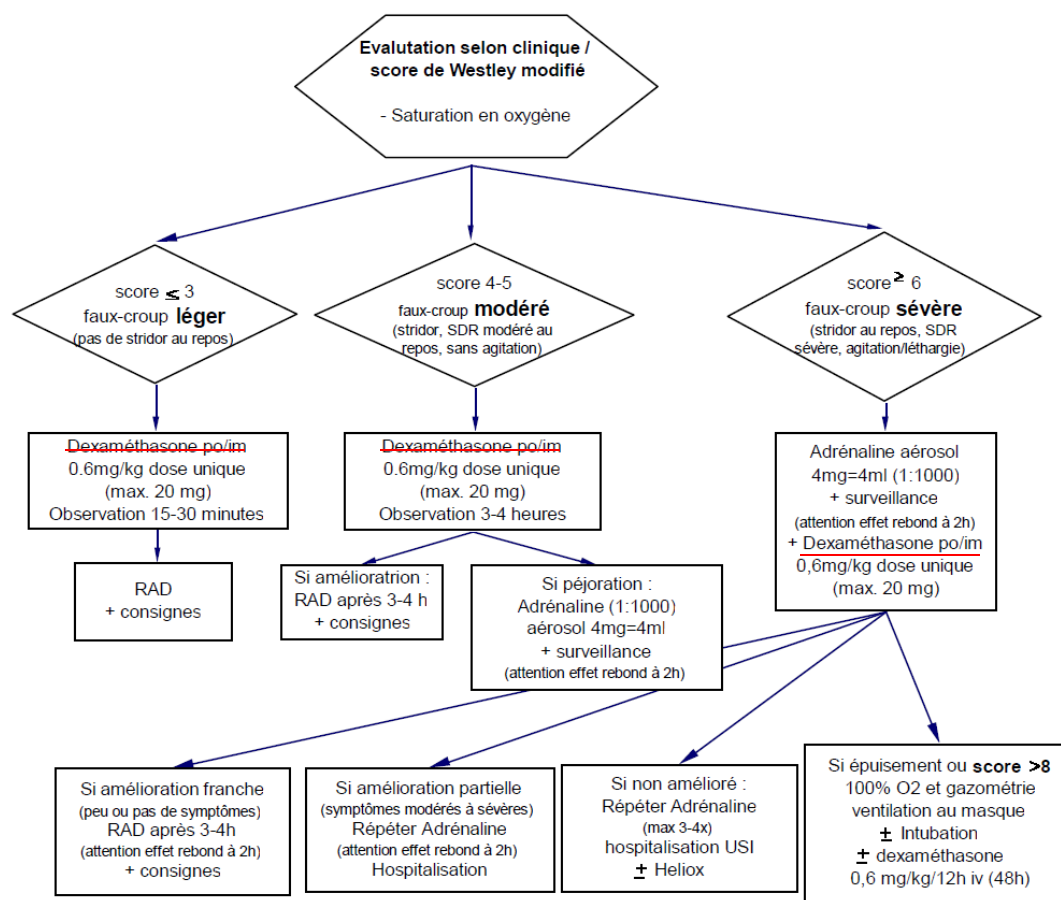 Evalutation selon clinique /
score de Westley modifié
- Saturation en oxygène
score ≤ 3
faux-croup léger
(pas de stridor au repos)
score 4-5
faux-croup modéré
(stridor, SDR modéré au
repos, sans agitation)
score ≥ 6
faux-croup sévère
(stridor au repos, SDR
sévère, agitation/léthargie)
Dexaméthasone po/im
0.6mg/kg dose unique
(max. 20 mg)
Observation 15-30 minutes
Dexaméthasone po/im
0.6mg/kg dose unique
(max. 20 mg)
Observation 3-4 heures
Adrénaline aérosol
4mg=4ml (1:1000)
+ surveillance
(attention effet rebond à 2h)
+ Dexaméthasone po/im
0,6mg/kg dose unique
(max. 20 mg)
RAD
+ consignes
Si amélioratrion :
RAD après 3-4 h
+ consignes
Si péjoration :
Adrénaline (1:1000)
aérosol 4mg=4ml
+ surveillance
(attention effet rebond à 2h)
Si amélioration franche
(peu ou pas de symptômes)
RAD après 3-4h
(attention effet rebond à 2h)
+ consignes
Si amélioration partielle
(symptômes modérés à sévères)
Répéter Adrénaline
(attention effet rebond à 2h)
Hospitalisation
Si non amélioré :
Répéter Adrénaline
(max 3-4x)
hospitalisation USI
± Heliox
Si épuisement ou score >8
100% O2 et gazométrie
ventilation au masque
± Intubation
± dexaméthasone
0,6 mg/kg/12h iv (48h)